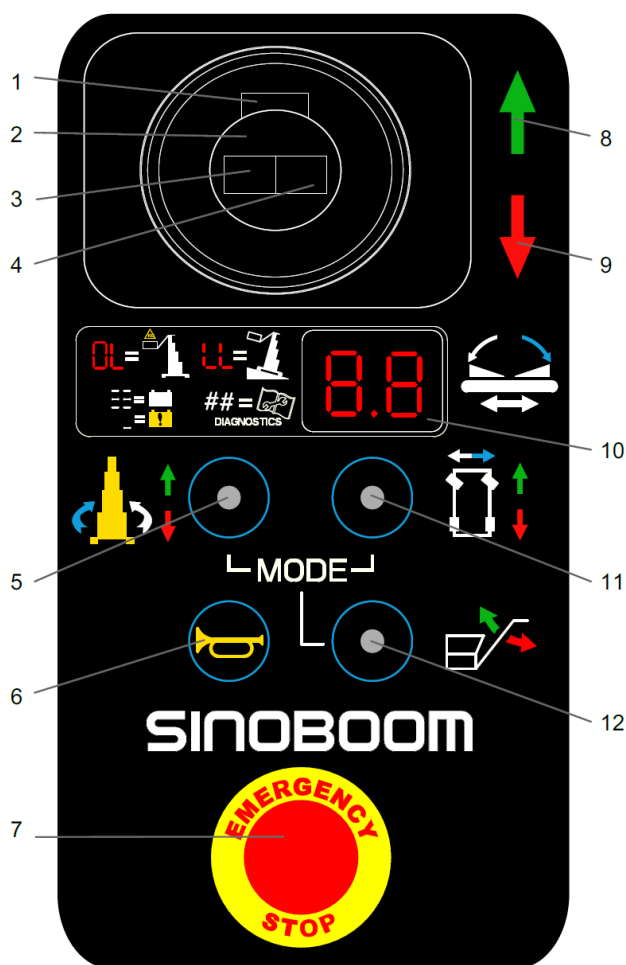 1
2
3
4
8
9
OL=
LL=
8.8
--=
_=
##=
DIAGNOSTICS
10
5
11
MODE
6
12
SINOBOOM
7
EMERGENCY
STOP